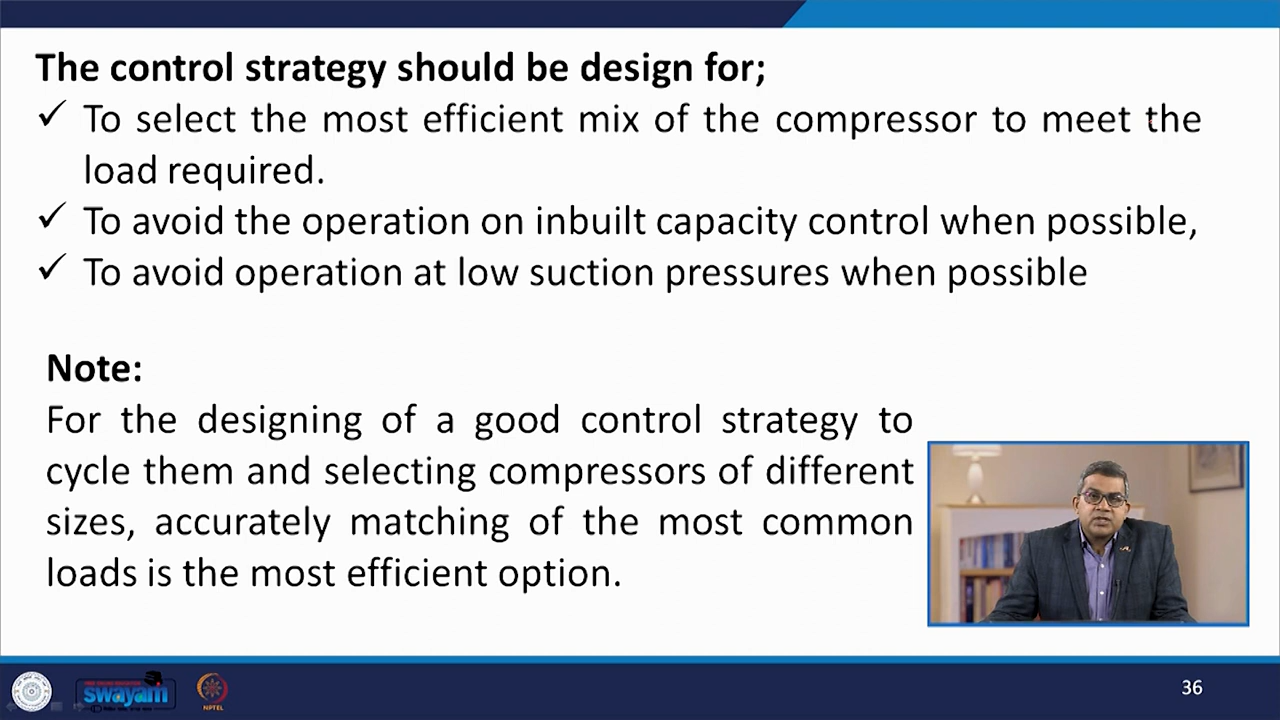 The control strategy should be design for;
✓ To select the most efficient mix of the compressor to meet the
load required.
✓ To avoid the operation on inbuilt capacity control when possible,
✓ To avoid operation at low suction pressures when possible
Note:
For the designing of a good control strategy to
cycle them and selecting compressors of different
sizes, accurately matching of the most common
loads is the most efficient option.
swayam
NPTEL
36